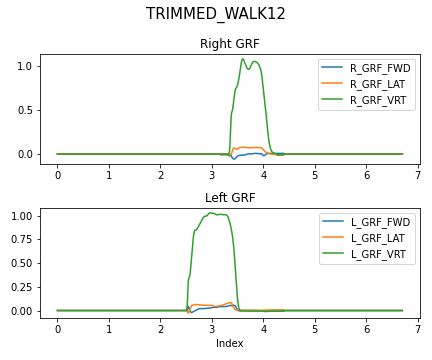 TRIMMED_WALK12
Right GRF
1.0
0.5
0.0
R_GRF_FWD
R_GRF_LAT
R_GRF_VRT
0 1 2 3 4 5 6 7
Left GRF
1.00
0.75
0.50
0.25
0.00
L_GRF_FWD
L_GRF_LAT
L_GRF_VRT
0 1 2 3 4 5 6 7
Index